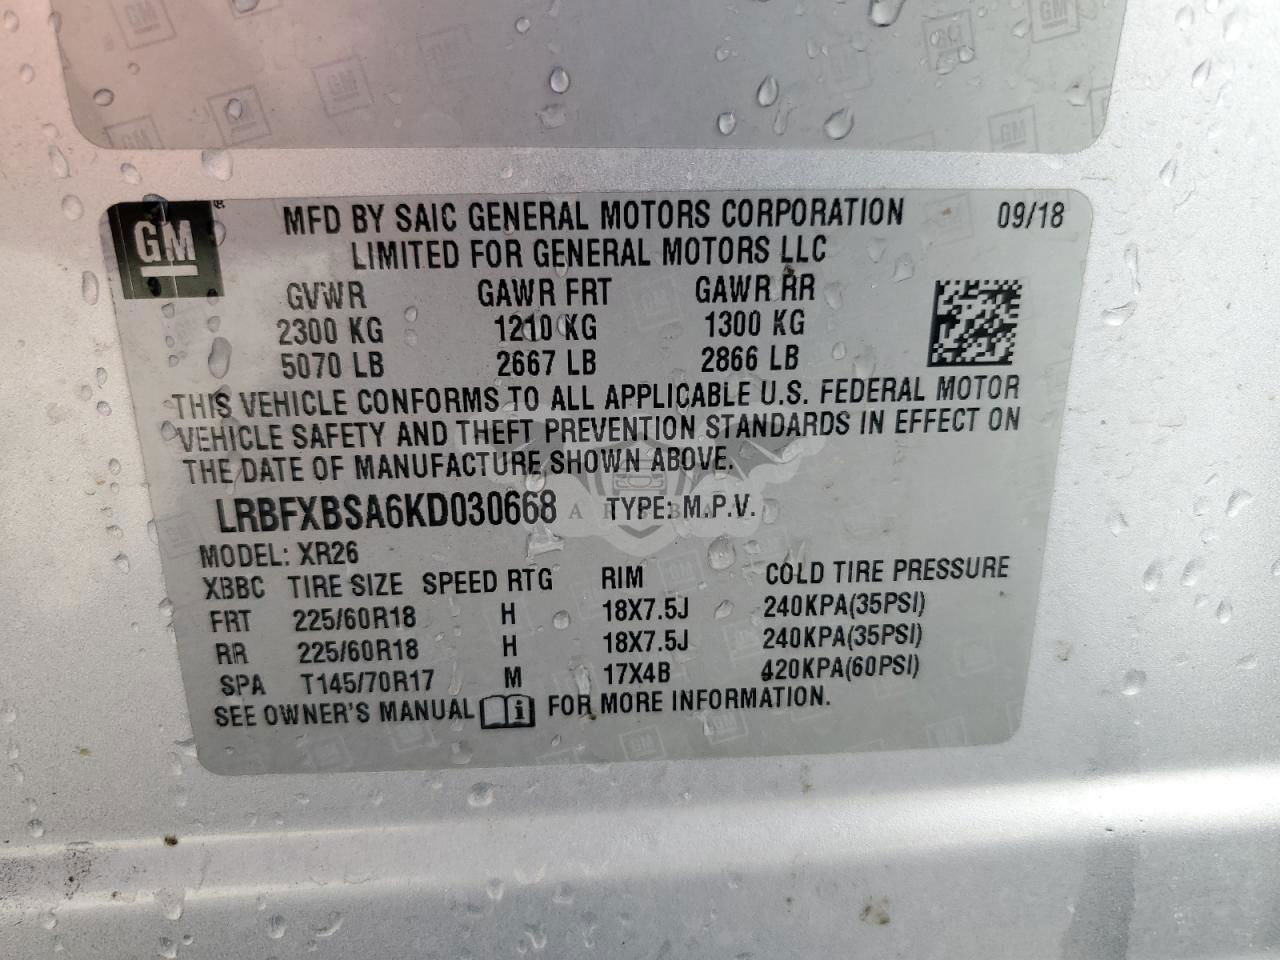 GM
MFD BY SAIC GENERAL MOTORS CORPORATION 09/18
LIMITED FOR GENERAL MOTORS LLC
GVWR GAWR FRT GAWR RR
2300 KG 1210 KG 1300 KG
5070 LB 2667 LB 2866 LB
THIS VEHICLE CONFORMS TO ALL APPLICABLE U.S. FEDERAL MOTOR
VEHICLE SAFETY AND THEFT PREVENTION STANDARDS IN EFFECT ON
THE DATE OF MANUFACTURE SHOWN ABOVE.
LRBFXBSA6KD030668 TYPE: M.P.V.
MODEL: XR26
XBBC TIRE SIZE SPEED RTG RIM COLD TIRE PRESSURE
FRT 225/60R18 H 18X7.5J 240KPA(35PSI)
RR 225/60R18 H 18X7.5J 240KPA(35PSI)
SPA T145/70R17 M 17X4B 420KPA(60PSI)
SEE OWNER'S MANUAL i FOR MORE INFORMATION.